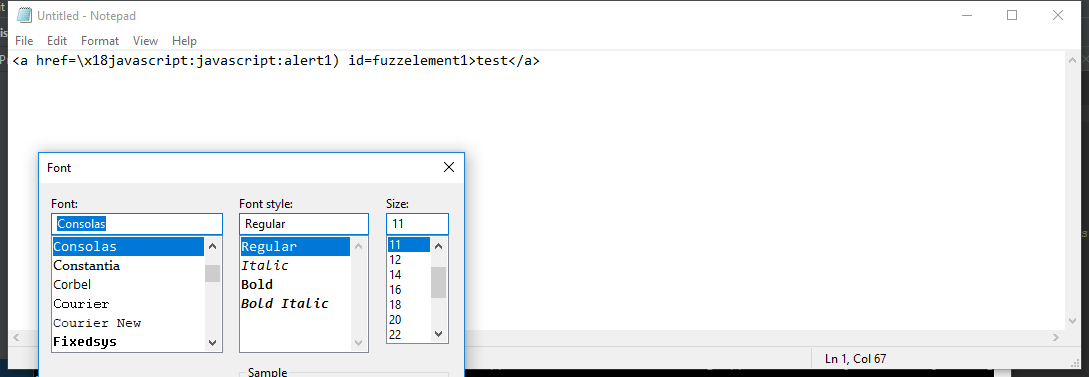 Untitled - Notepad
File Edit Format View Help
<a href=\x18javascript:javascript:alert1) id=fuzzelement1>test</a>
Font
Font: Font style: Size:
Consolas Regular 11
Consolas Regular 11
Constantia Italic 12
Corbel Bold 14
Courier Bold Italic 16
Courier New 18
Fixedsys 20
22
Ln 1, Col 67
Sample